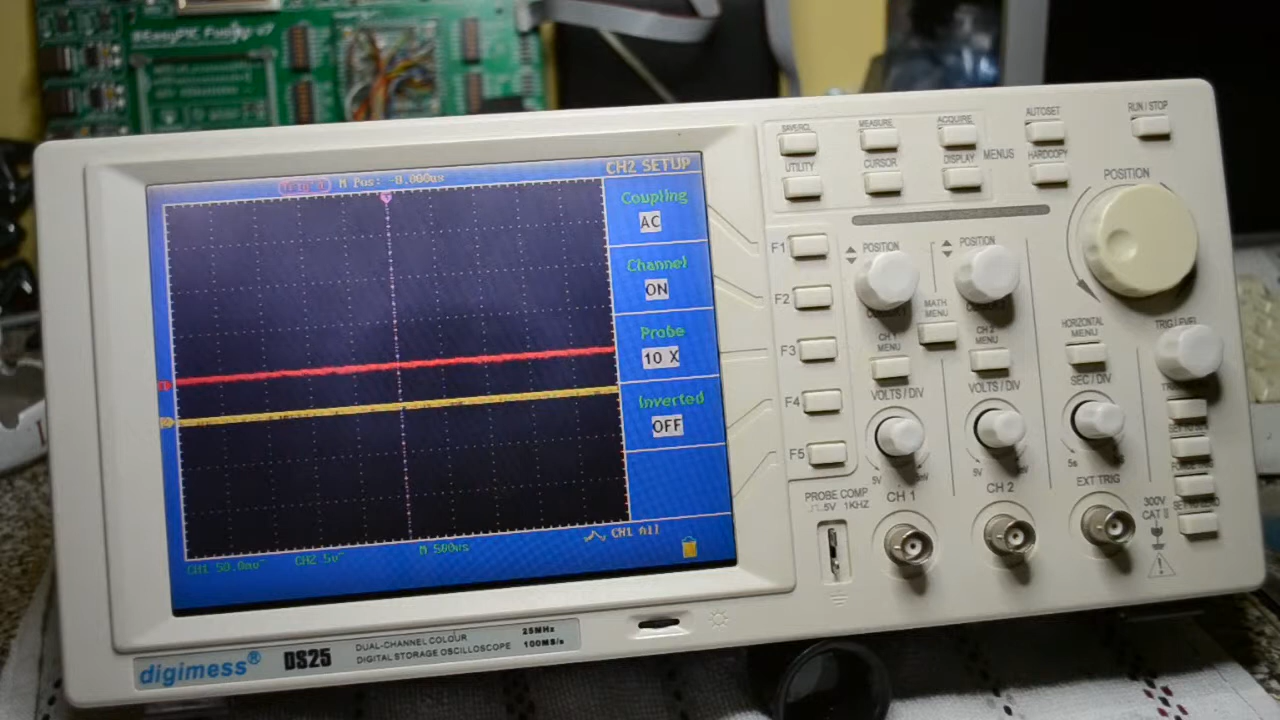 EasyPIC Fusion v7
M Pos: -8.000us
CH2 SETUP
Coupling
AC
Channel
ON
Probe
10 X
Inverted
OFF
CH1 50.0mv~
CH2 5v~
M 500us
CH1 All
digimess®
DS25
DUAL-CHANNEL COLOUR
DIGITAL STORAGE OSCILLOSCOPE
25MHz
100MS/s
SAVE/RCL
MEASURE
ACQUIRE
AUTOSET
RUN / STOP
UTILITY
CURSOR
DISPLAY
MENUS
HARDCOPY
POSITION
F1
F2
F3
F4
F5
POSITION
POSITION
MATH
MENU
CH 1
MENU
CH 2
MENU
HORIZONTAL
MENU
TRIG LEVEL
VOLTS / DIV
VOLTS / DIV
SEC / DIV
5V
5V
5s
PROBE COMP
5V 1KHZ
CH 1
CH 2
EXT TRIG
300V
CAT II